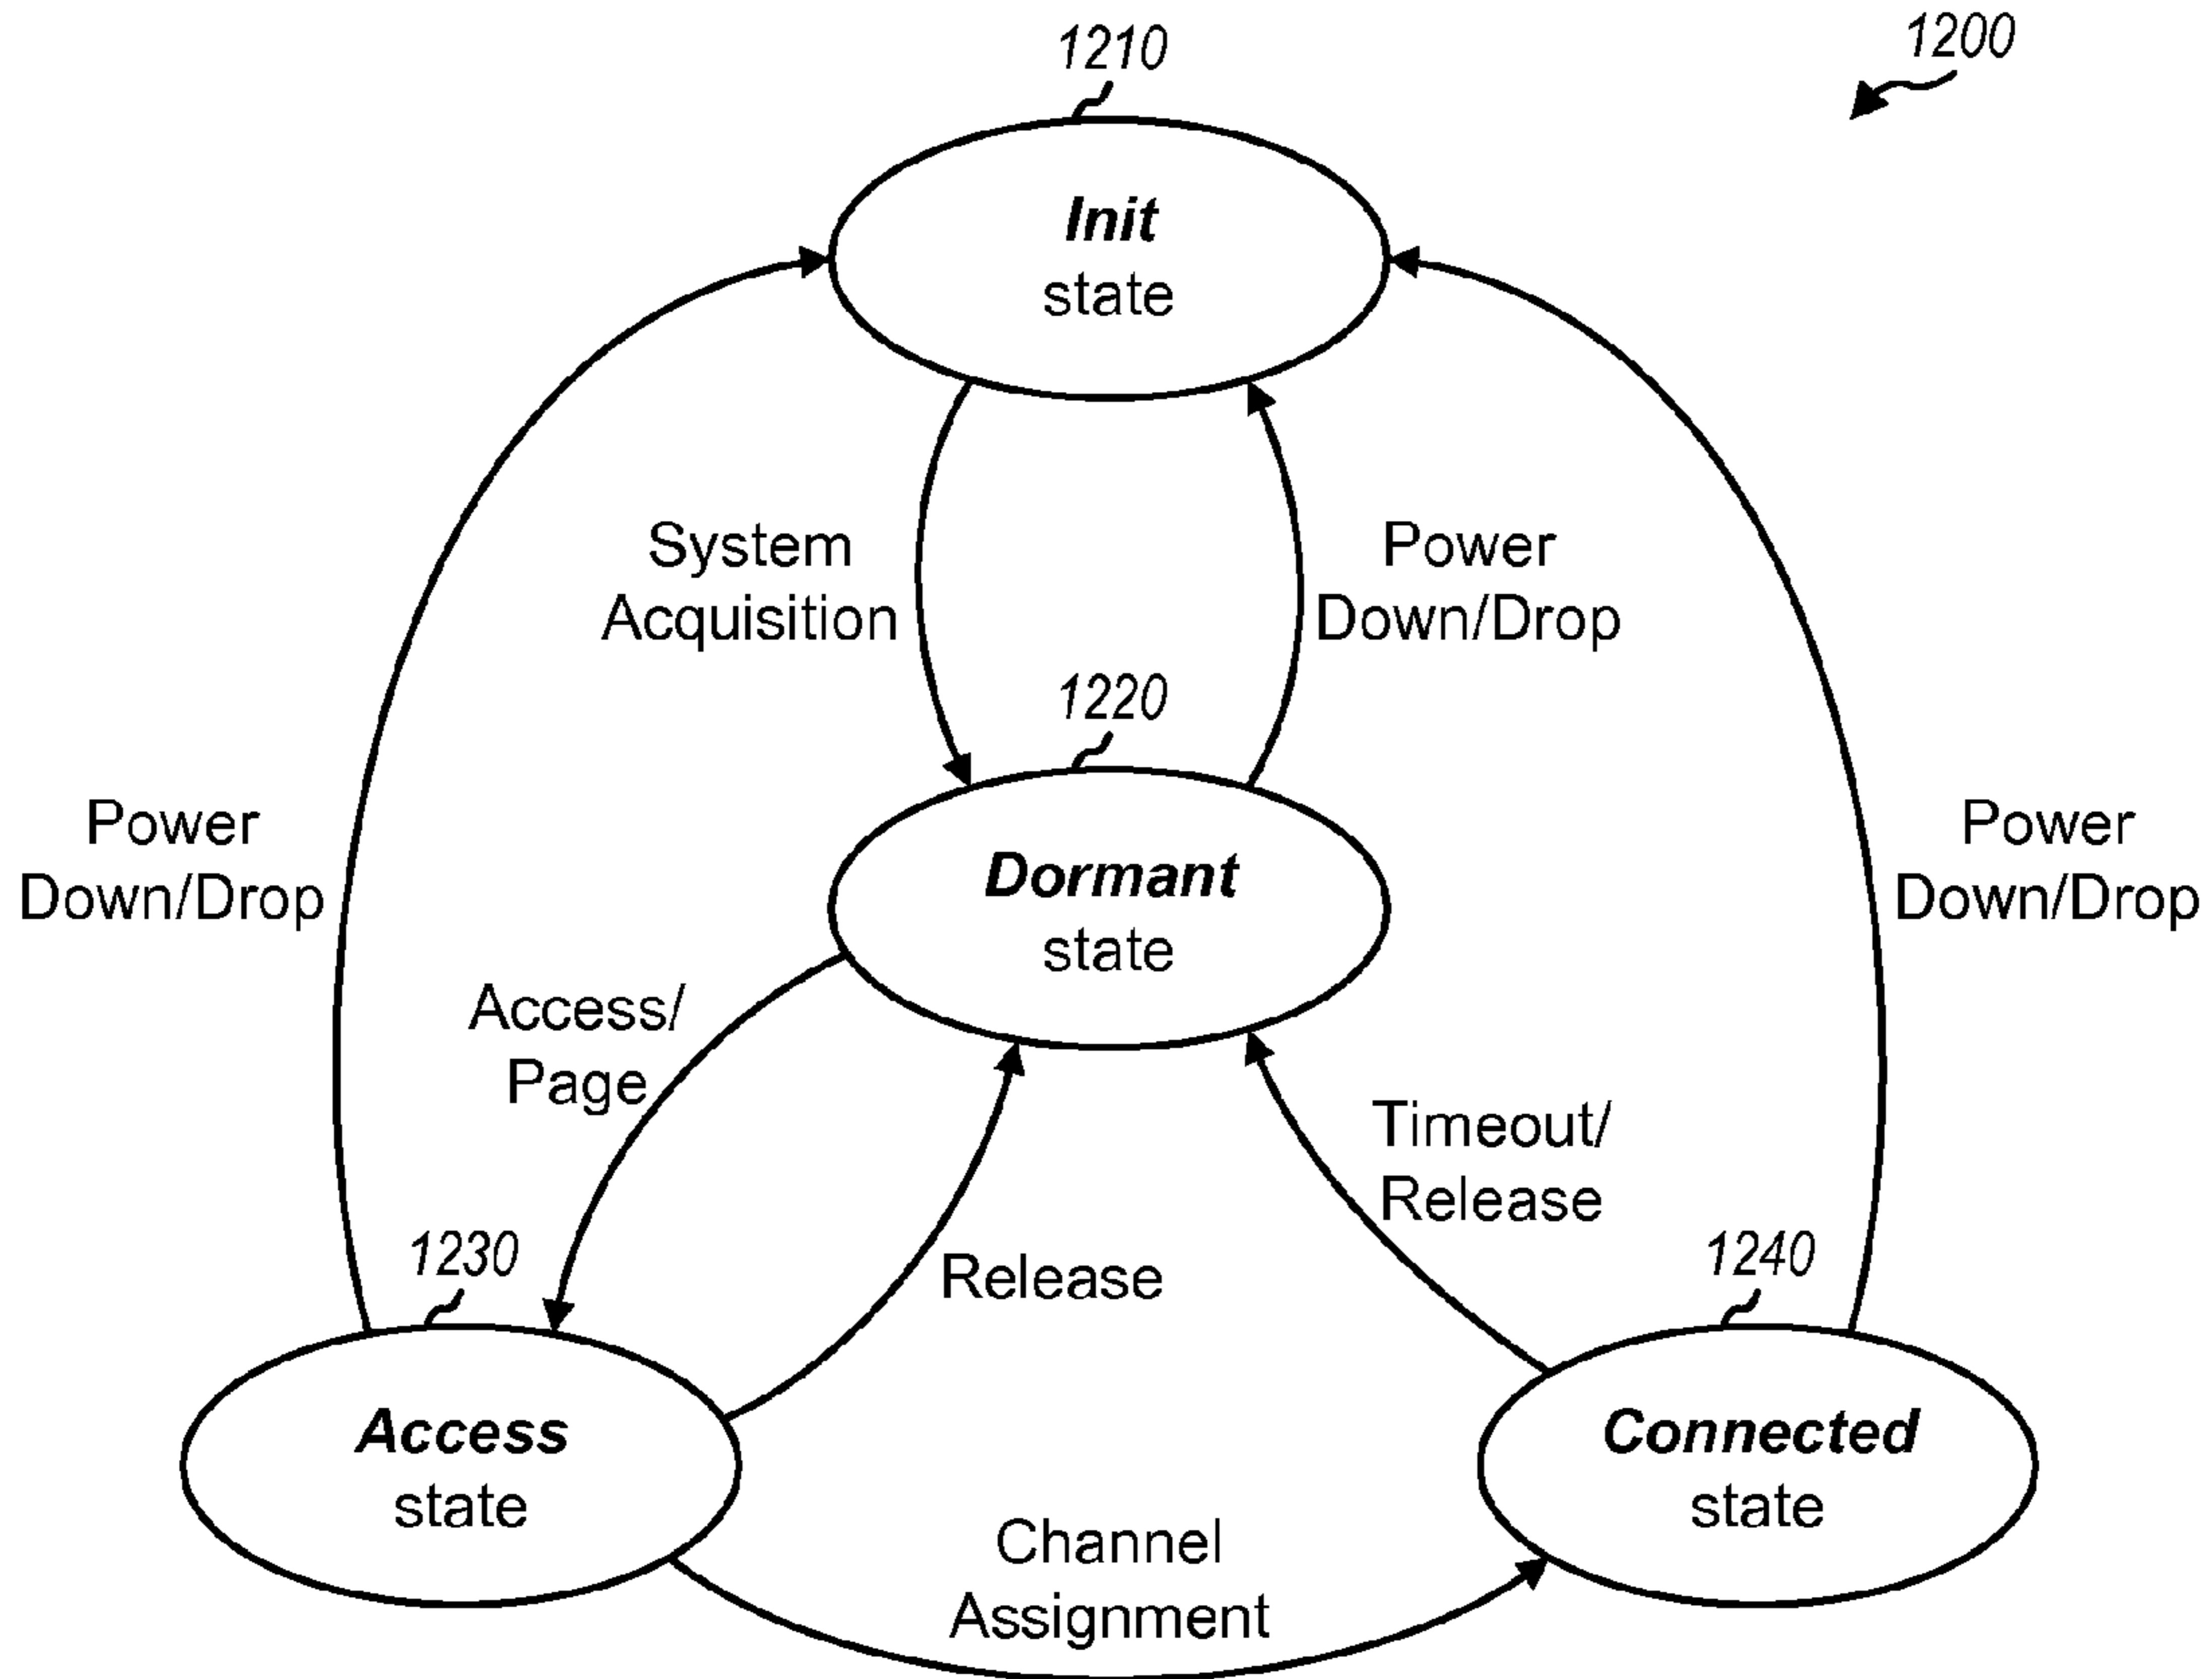 1200
1210
Init
state
System
Acquisition
Power
Down/Drop
1220
Power
Down/Drop
Power
Down/Drop
Dormant
state
Access/
Page
Timeout/
Release
1230
Release
1240
Access
state
Connected
state
Channel
Assignment